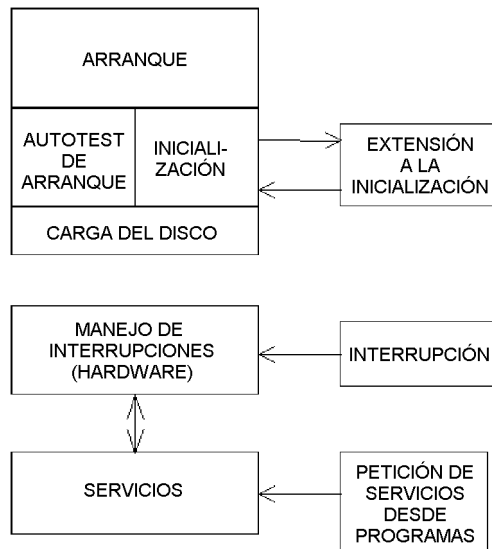 ARRANQUE
AUTOTEST
DE
ARRANQUE
INICIALI-
ZACIÓN
EXTENSIÓN
A LA
INICIALIZACIÓN
CARGA DEL DISCO
MANEJO DE
INTERRUPCIONES
(HARDWARE)
INTERRUPCIÓN
SERVICIOS
PETICIÓN DE
SERVICIOS
DESDE
PROGRAMAS